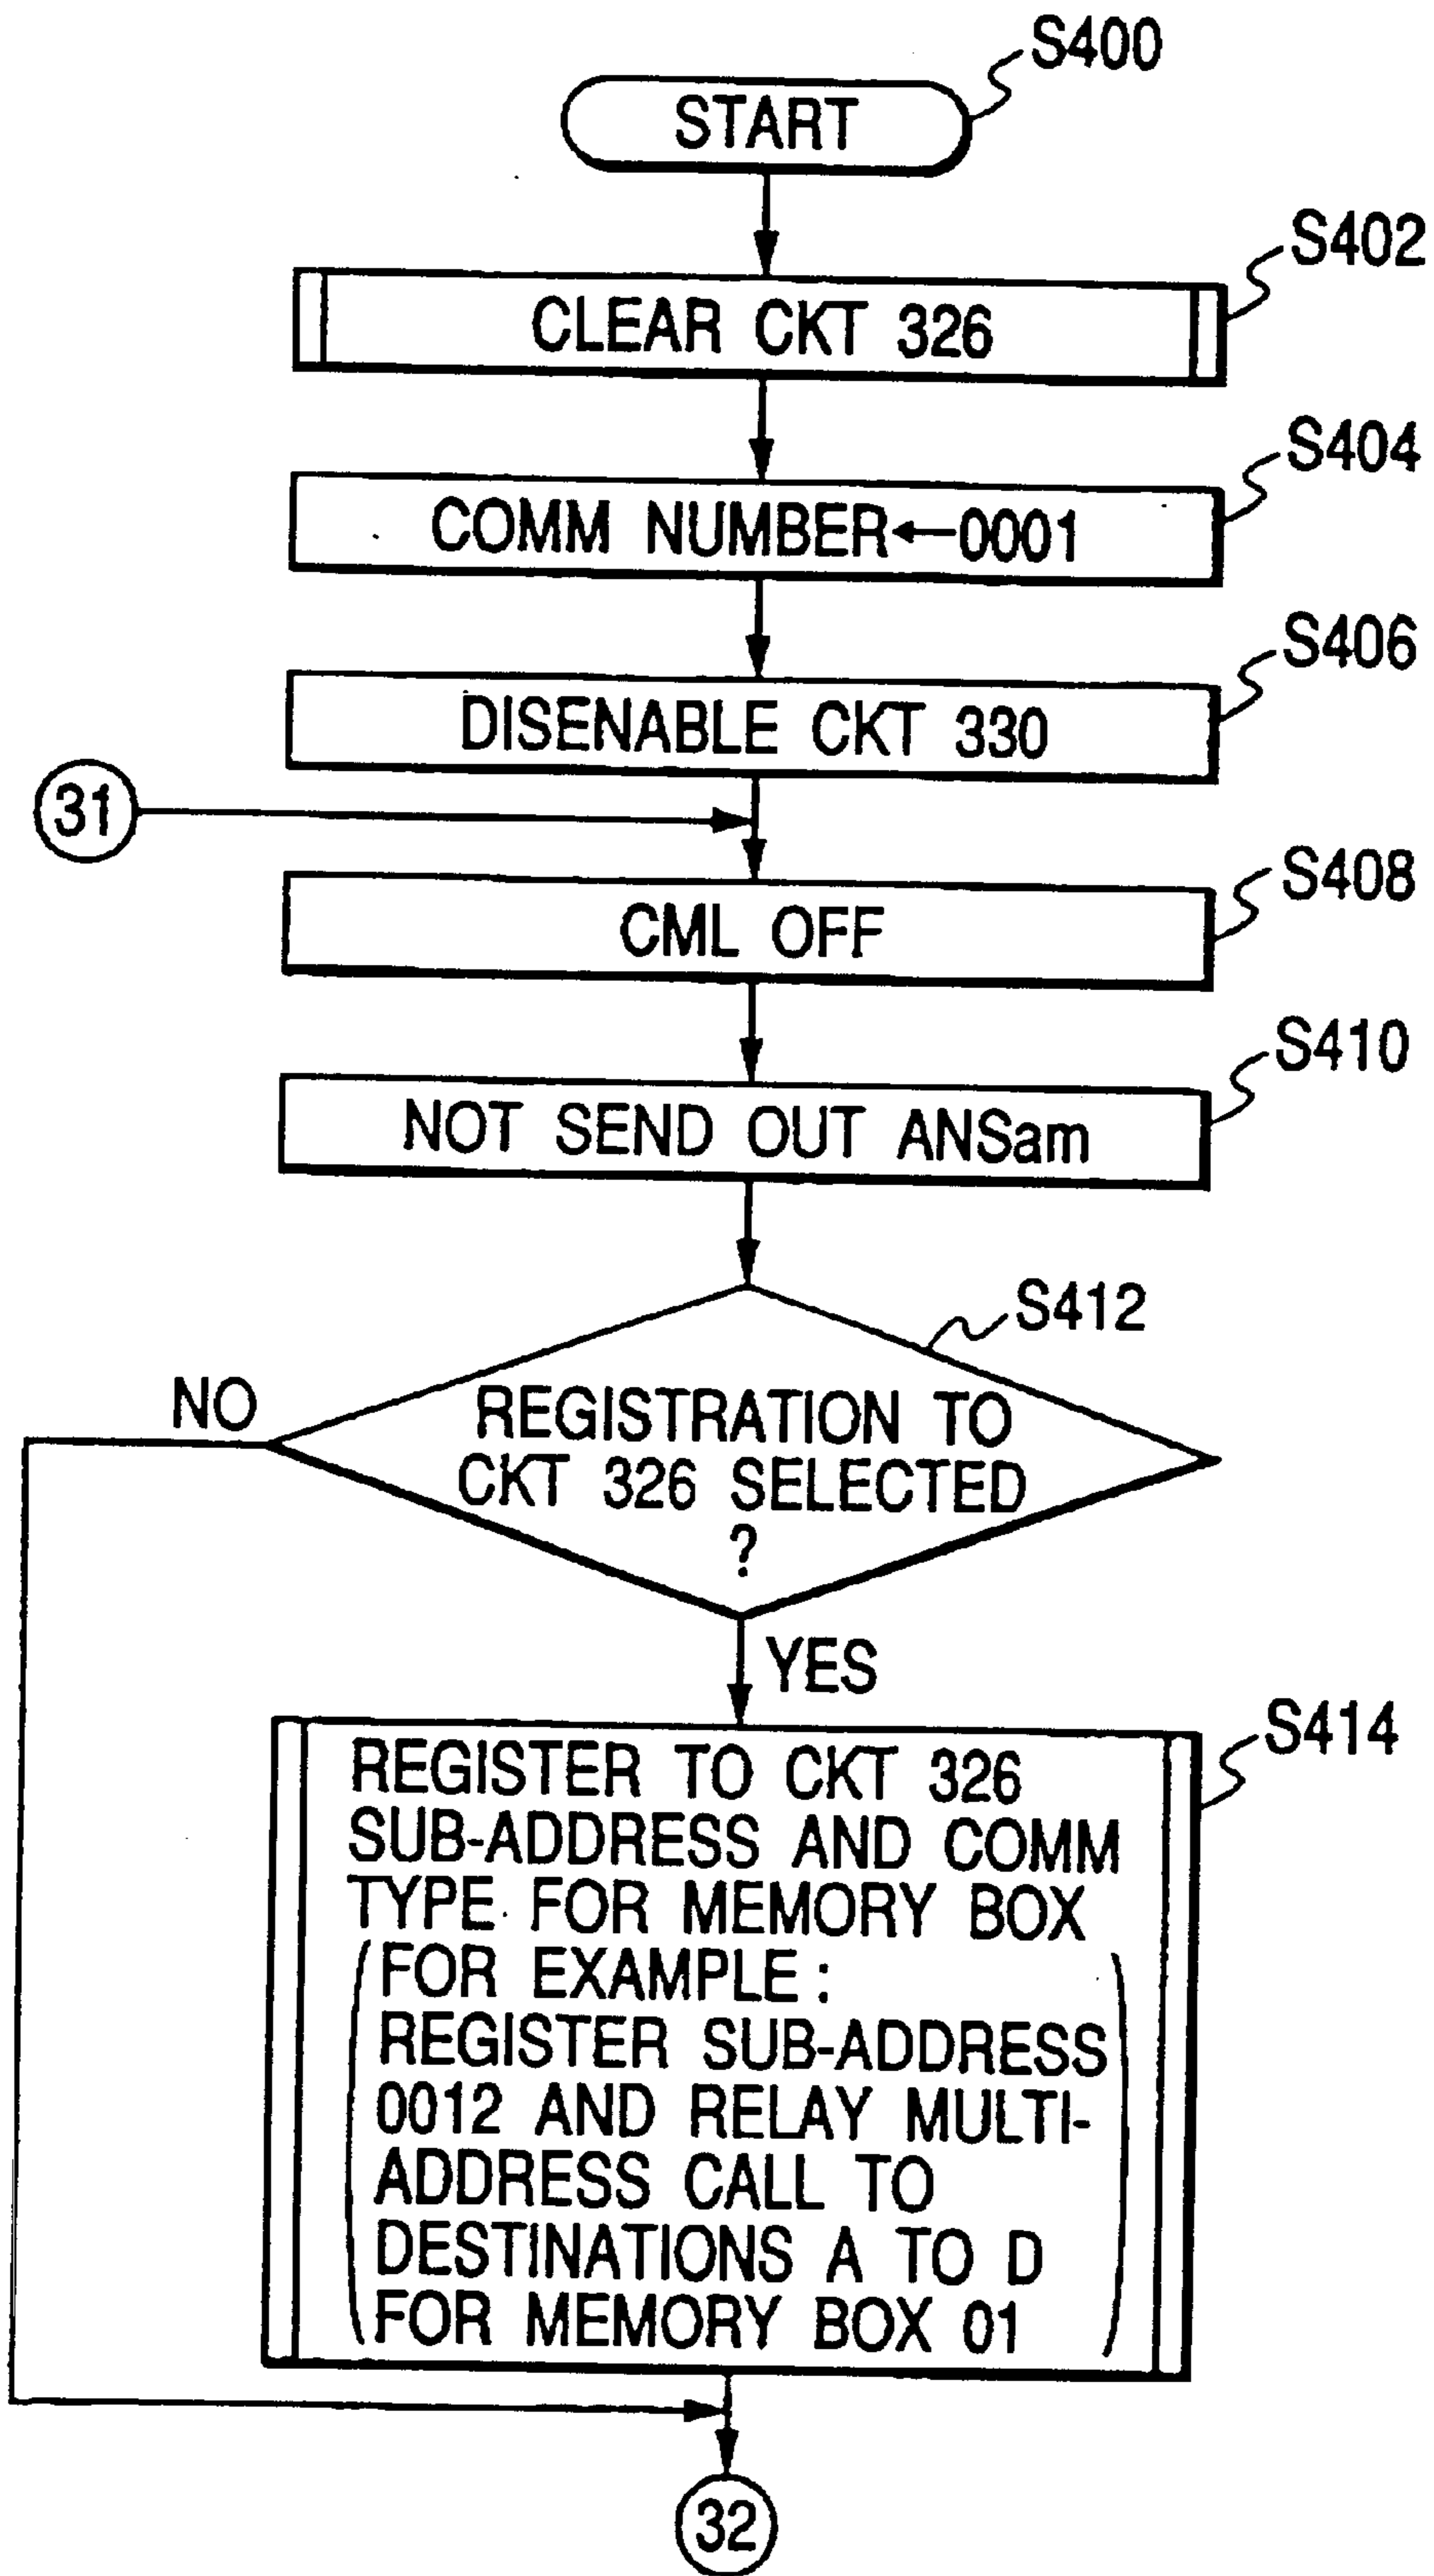 S400
START
S402
CLEAR CKT 326
S404
COMM NUMBER←0001
S406
DISENABLE CKT 330
31
S408
CML OFF
S410
NOT SEND OUT ANSam
S412
NO
REGISTRATION TO
CKT 326 SELECTED
?
YES
S414
REGISTER TO CKT 326
SUB-ADDRESS AND COMM
TYPE FOR MEMORY BOX
(FOR EXAMPLE :
REGISTER SUB-ADDRESS
0012 AND RELAY MULTI-
ADDRESS CALL TO
DESTINATIONS A TO D
FOR MEMORY BOX 01)
32